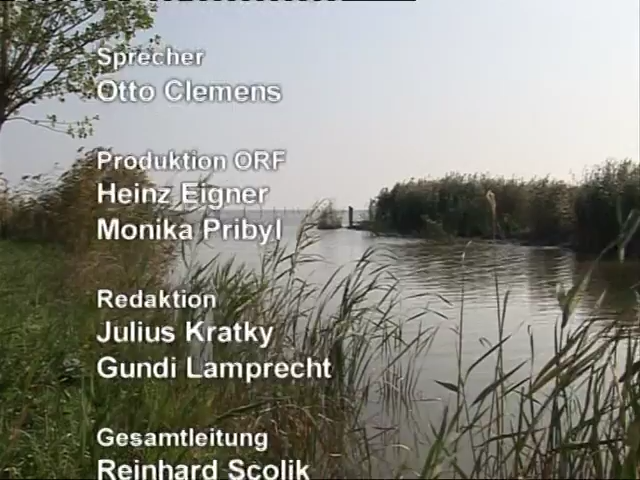 Sprecher
Otto Clemens
Produktion ORF
Heinz Eigner
Monika Pribyl
Redaktion
Julius Kratky
Gundi Lamprecht
Gesamtleitung
Reinhard Scolik